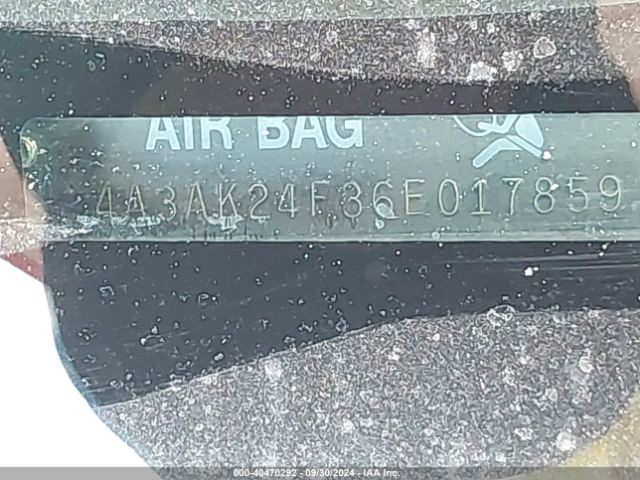 AIR BAG
4A3AK24F36E017859
000-40470292 - 09/30/2024 - IAA Inc.